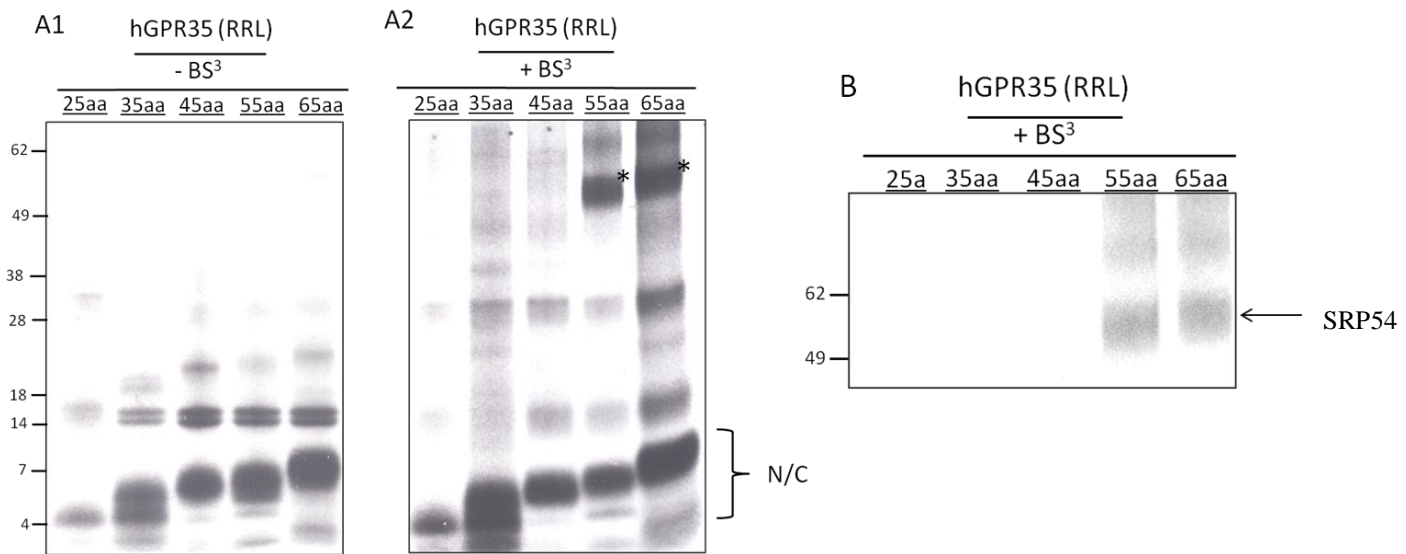 A1
hGPR35 (RRL)
- BS³
25aa 35aa 45aa 55aa 65aa
62
49
38
28
18
14
7
4
A2
hGPR35 (RRL)
+ BS³
25aa 35aa 45aa 55aa 65aa
*
*
N/C
B
hGPR35 (RRL)
+ BS³
25a 35aa 45aa 55aa 65aa
62
49
SRP54